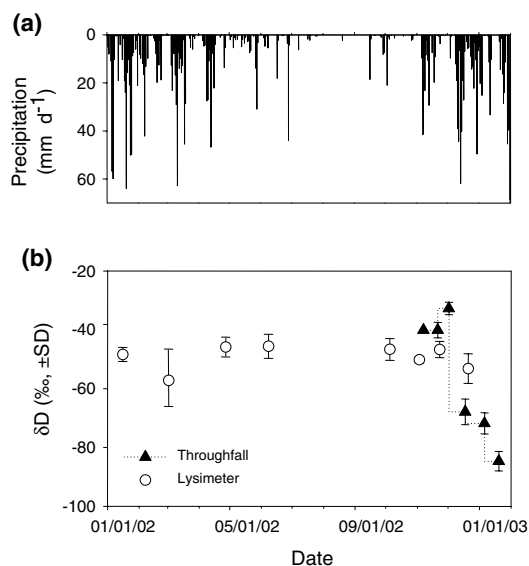 (a)
0
20
40
60
Precipitation
(mm d⁻¹)
(b)
-20
-40
-60
-80
-100
δD (‰, ±SD)
Throughfall
Lysimeter
01/01/02
05/01/02
09/01/02
01/01/03
Date